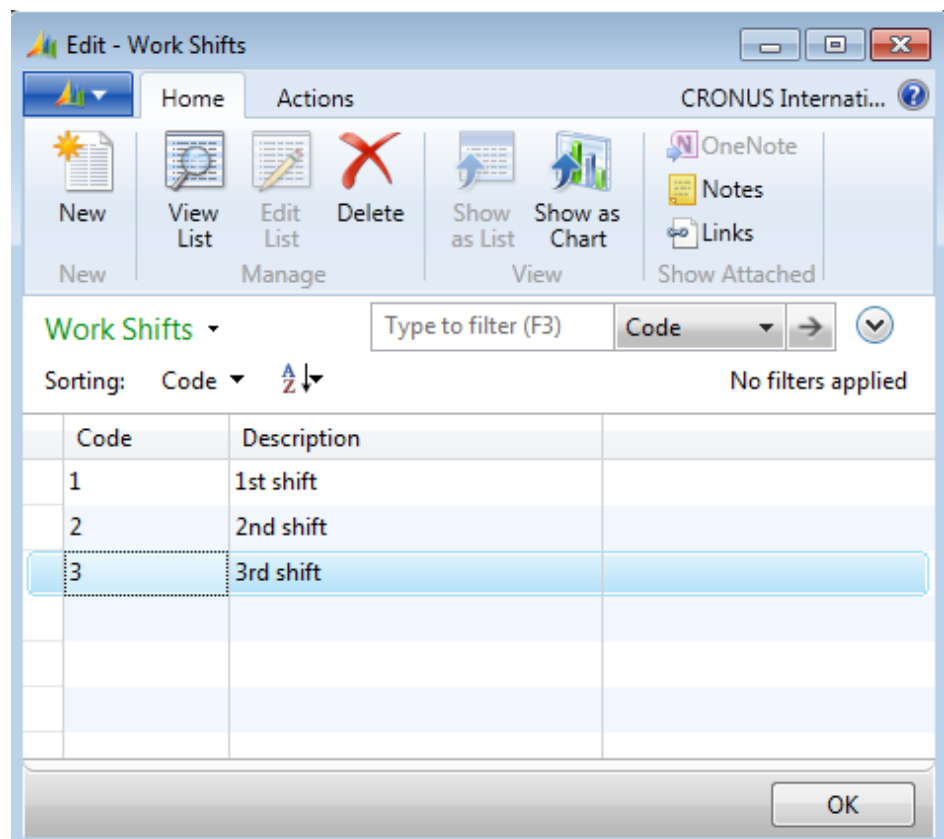 Edit - Work Shifts
Home Actions CRONUS Internati...
New
View List
Edit List
Delete
Show as List
Show as Chart
OneNote
Notes
Links
New Manage View Show Attached
Work Shifts Type to filter (F3) Code
Sorting: Code AZ No filters applied
Code Description
1 1st shift
2 2nd shift
3 3rd shift
OK